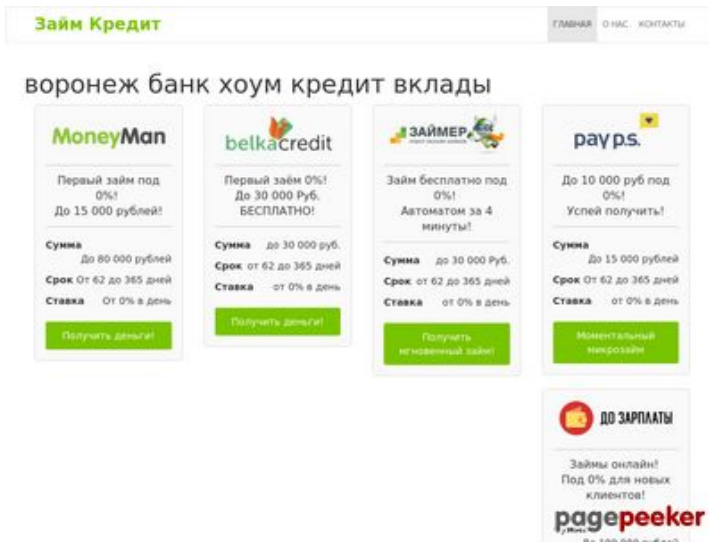 Займ Кредит
ГЛАВНАЯ О НАС КОНТАКТЫ
воронеж банк хоум кредит вклады
MoneyMan
Первый займ под
0%!
До 15 000 рублей!
Сумма
До 80 000 рублей
Срок От 62 до 365 дней
Ставка От 0% в день
Получить деньги!
belkacredit
Первый заём 0%!
До 30 000 Руб.
БЕСПЛАТНО!
Сумма до 30 000 руб.
Срок от 62 до 365 дней
Ставка от 0% в день
Получить деньги!
ЗАЙМЕР
Займ бесплатно под
0%!
Автоматом за 4
минуты!
Сумма до 30 000 Руб.
Срок от 62 до 365 дней
Ставка от 0% в день
Получить
мгновенный займ!
pay p.s.
До 10 000 руб под
0%!
Успей получить!
Сумма
До 15 000 рублей
Срок От 62 до 365 дней
Ставка От 0% в день
Моментальный
микрозайм
ДО ЗАРПЛАТЫ
Займы онлайн!
Под 0% для новых
клиентов!
pagepeeker
До 100 000 рублей